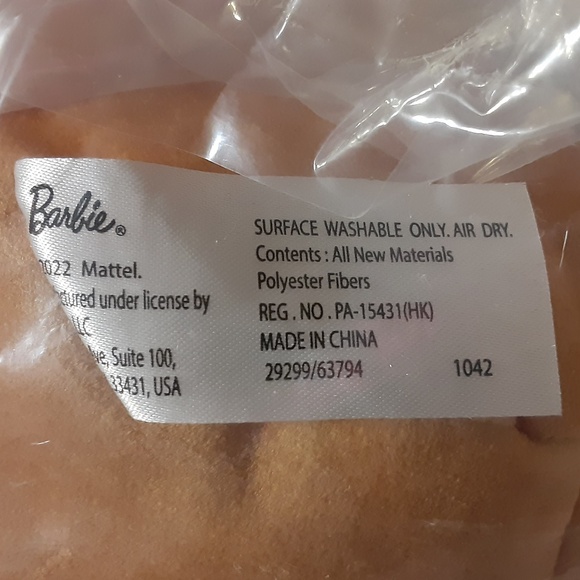 Barbie®
2022 Mattel.
under license by
LLC
Suite 100,
33431, USA
SURFACE WASHABLE ONLY. AIR DRY.
Contents : All New Materials
Polyester Fibers
REG . NO . PA-15431(HK)
MADE IN CHINA
29299/63794 1042